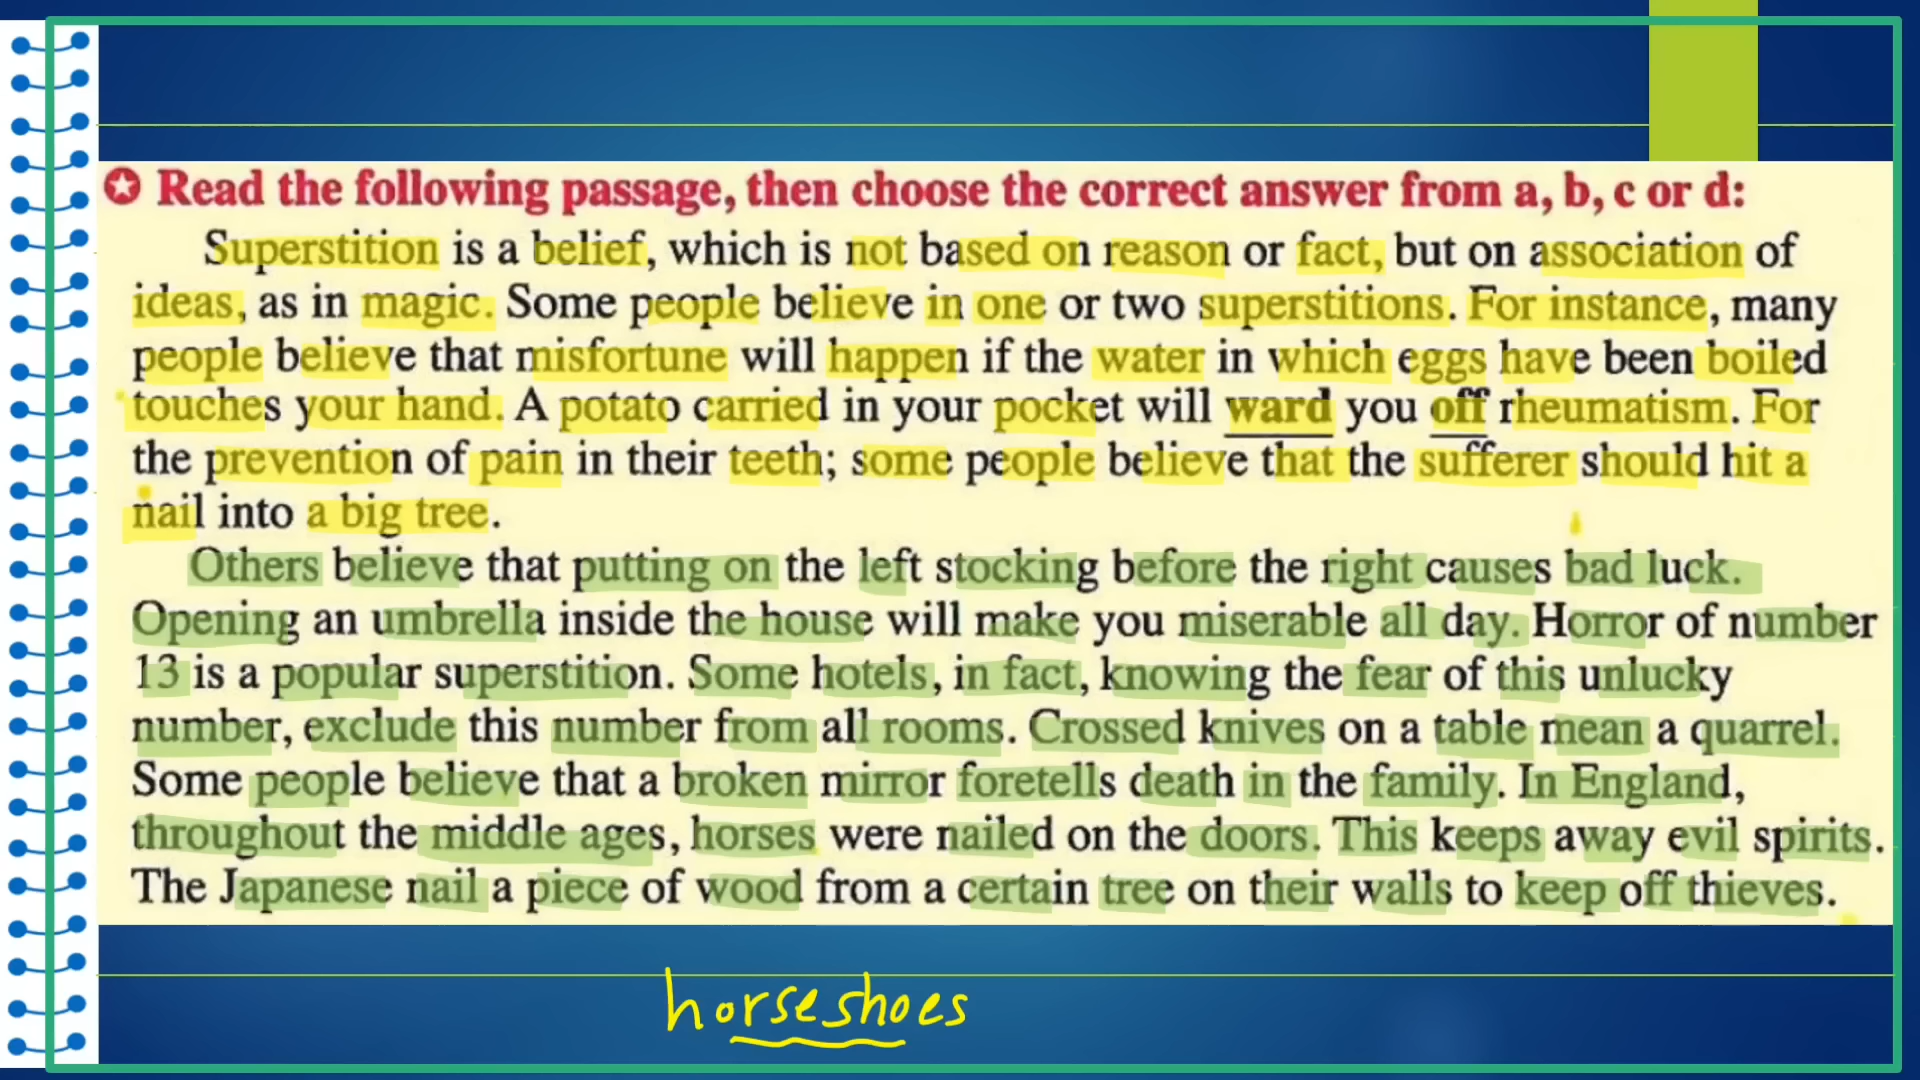 Read the following passage, then choose the correct answer from a, b, c or d:
Superstition is a belief, which is not based on reason or fact, but on association of
ideas, as in magic. Some people believe in one or two superstitions. For instance, many
people believe that misfortune will happen if the water in which eggs have been boiled
touches your hand. A potato carried in your pocket will ward you off rheumatism. For
the prevention of pain in their teeth; some people believe that the sufferer should hit a
nail into a big tree.
Others believe that putting on the left stocking before the right causes bad luck.
Opening an umbrella inside the house will make you miserable all day. Horror of number
13 is a popular superstition. Some hotels, in fact, knowing the fear of this unlucky
number, exclude this number from all rooms. Crossed knives on a table mean a quarrel.
Some people believe that a broken mirror foretells death in the family. In England,
throughout the middle ages, horses were nailed on the doors. This keeps away evil spirits.
The Japanese nail a piece of wood from a certain tree on their walls to keep off thieves.
horseshoes